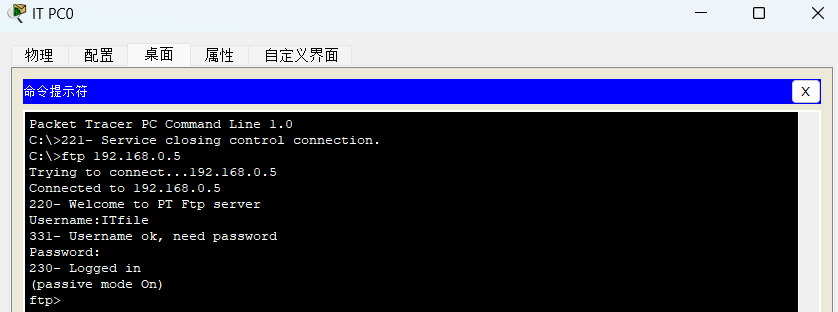 IT PC0
物理 配置 桌面 属性 自定义界面
命令提示符 X
Packet Tracer PC Command Line 1.0
C:\>221- Service closing control connection.
C:\>ftp 192.168.0.5
Trying to connect...192.168.0.5
Connected to 192.168.0.5
220- Welcome to PT Ftp server
Username:ITfile
331- Username ok, need password
Password:
230- Logged in
(passive mode On)
ftp>